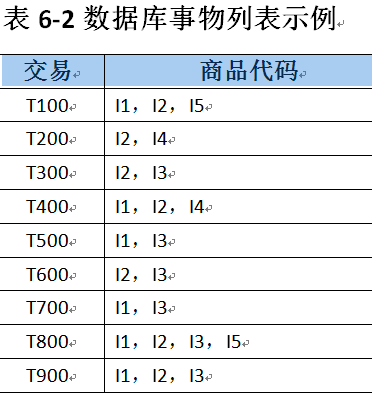 表 6-2 数据库事物列表示例
交易 商品代码
T100 I1，I2，I5
T200 I2，I4
T300 I2，I3
T400 I1，I2，I4
T500 I1，I3
T600 I2，I3
T700 I1，I3
T800 I1，I2，I3，I5
T900 I1，I2，I3